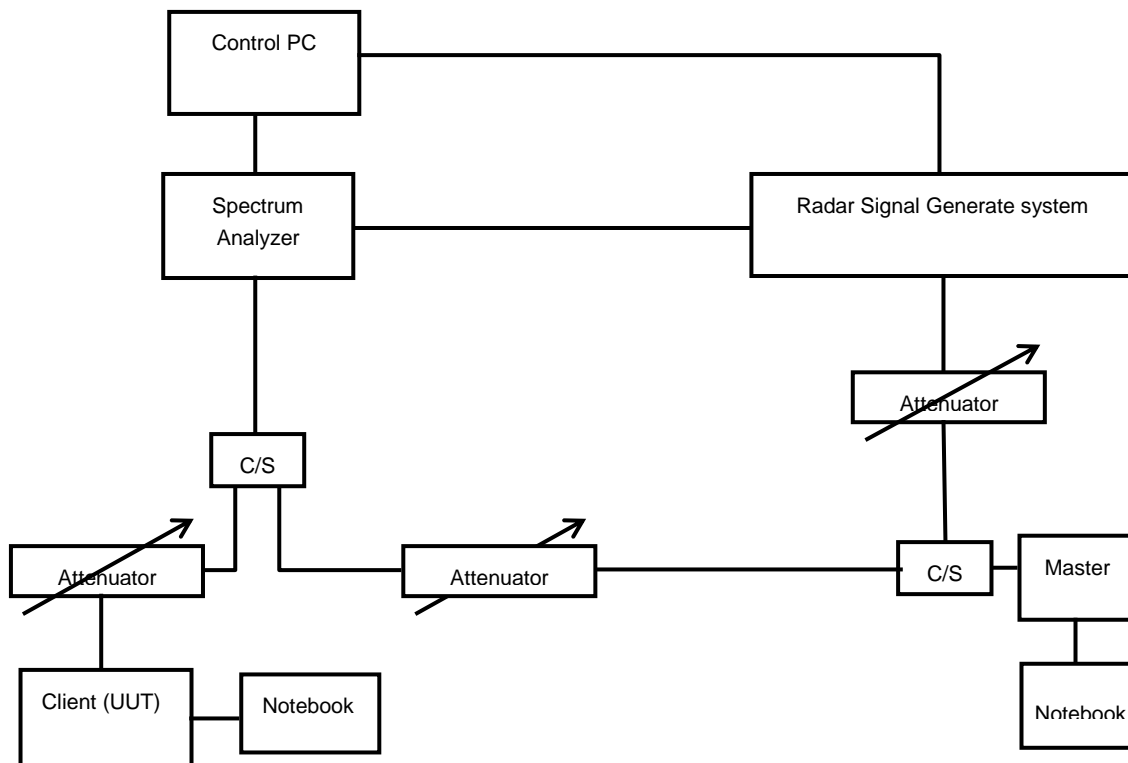 Control PC
Spectrum
Analyzer
Radar Signal Generate system
Attenuator
C/S
Attenuator
Attenuator
C/S
Master
Client (UUT)
Notebook
Notebook